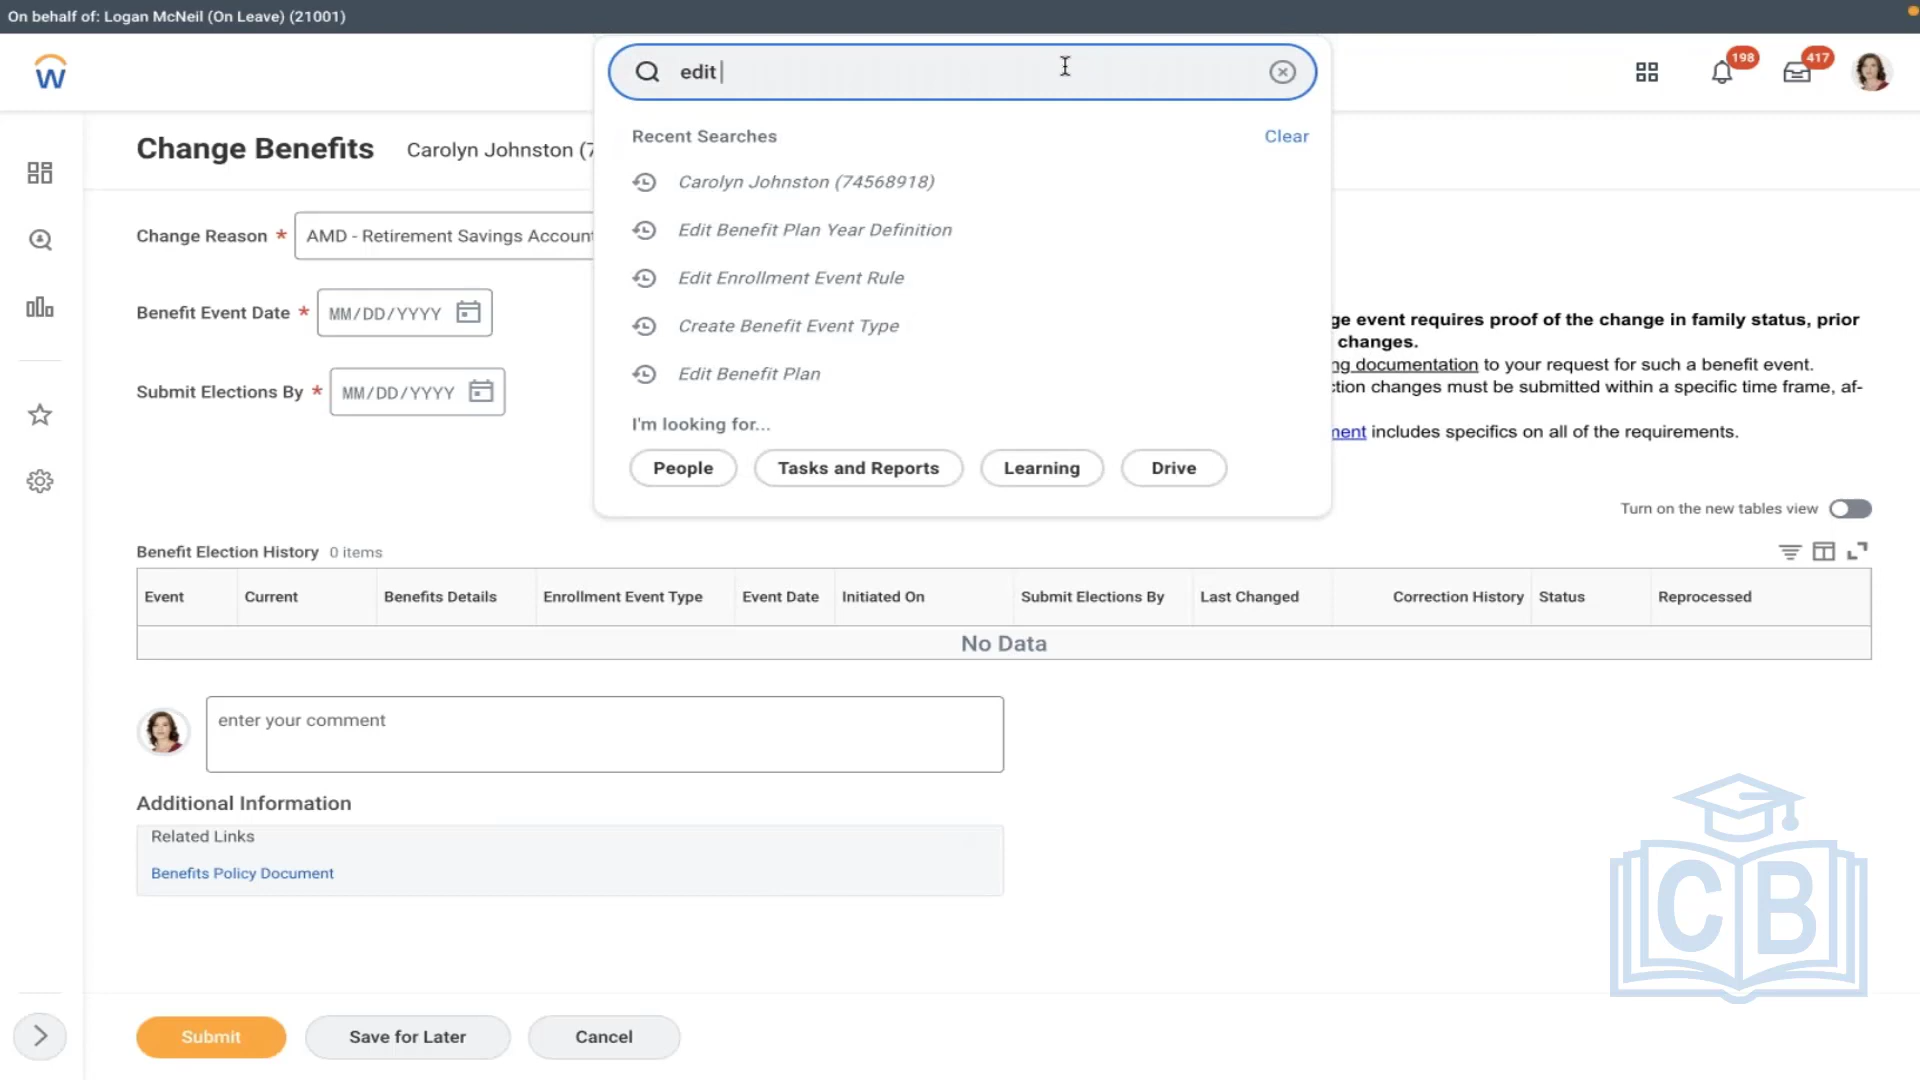 On behalf of: Logan McNeil (On Leave) (21001)
W
edit
198
417
Change Benefits
Carolyn Johnston (7
Recent Searches
Clear
Carolyn Johnston (74568918)
Edit Benefit Plan Year Definition
Edit Enrollment Event Rule
Create Benefit Event Type
Edit Benefit Plan
I'm looking for...
People
Tasks and Reports
Learning
Drive
Change Reason *
AMD - Retirement Savings Account
Benefit Event Date *
MM/DD/YYYY
Submit Elections By *
MM/DD/YYYY
ge event requires proof of the change in family status, prior
changes.
ng documentation to your request for such a benefit event.
ction changes must be submitted within a specific time frame, af-
ment includes specifics on all of the requirements.
Turn on the new tables view
Benefit Election History 0 items
Event
Current
Benefits Details
Enrollment Event Type
Event Date
Initiated On
Submit Elections By
Last Changed
Correction History
Status
Reprocessed
No Data
enter your comment
Additional Information
Related Links
Benefits Policy Document
CB
Submit
Save for Later
Cancel